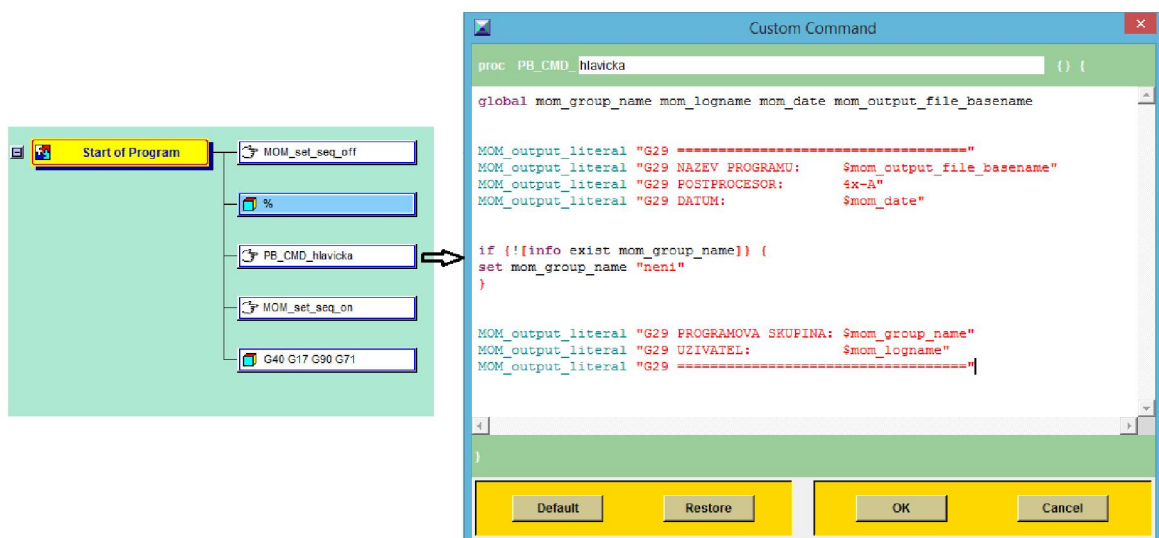 Start of Program
MOM_set_seq_off
%
PB_CMD_hlavicka
MOM_set_seq_on
G40 G17 G90 G71
Custom Command
proc PB_CMD_ hlavicka {} {
global mom_group_name mom_logname mom_date mom_output_file_basename
MOM_output_literal "G29 ==================================="
MOM_output_literal "G29 NAZEV PROGRAMU:     $mom_output_file_basename"
MOM_output_literal "G29 POSTPROCESOR:       4x-A"
MOM_output_literal "G29 DATUM:              $mom_date"
if {![info exist mom_group_name]} {
set mom_group_name "neni"
}
MOM_output_literal "G29 PROGRAMOVA SKUPINA: $mom_group_name"
MOM_output_literal "G29 UZIVATEL:           $mom_logname"
MOM_output_literal "G29 ==================================="
}
Default Restore OK Cancel